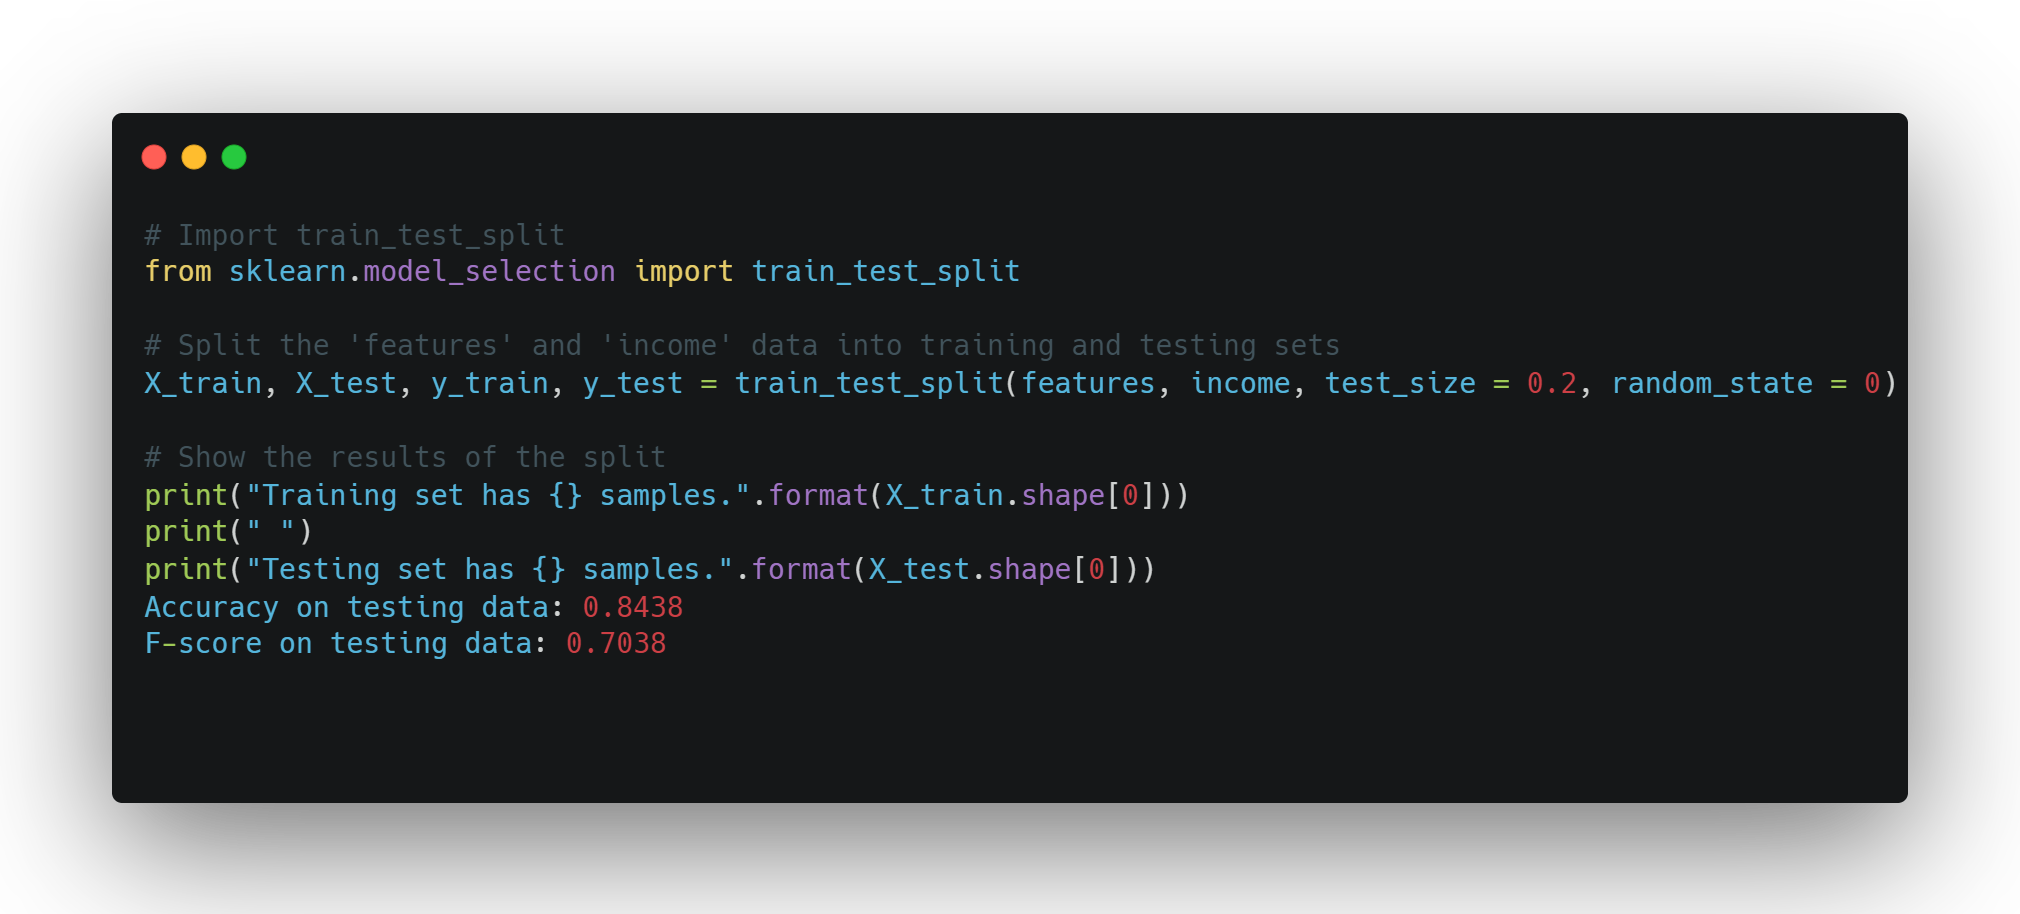 # Import train_test_split
from sklearn.model_selection import train_test_split
# Split the 'features' and 'income' data into training and testing sets
X_train, X_test, y_train, y_test = train_test_split(features, income, test_size = 0.2, random_state = 0)
# Show the results of the split
print("Training set has {} samples.".format(X_train.shape[0]))
print(" ")
print("Testing set has {} samples.".format(X_test.shape[0]))
Accuracy on testing data: 0.8438
F-score on testing data: 0.7038